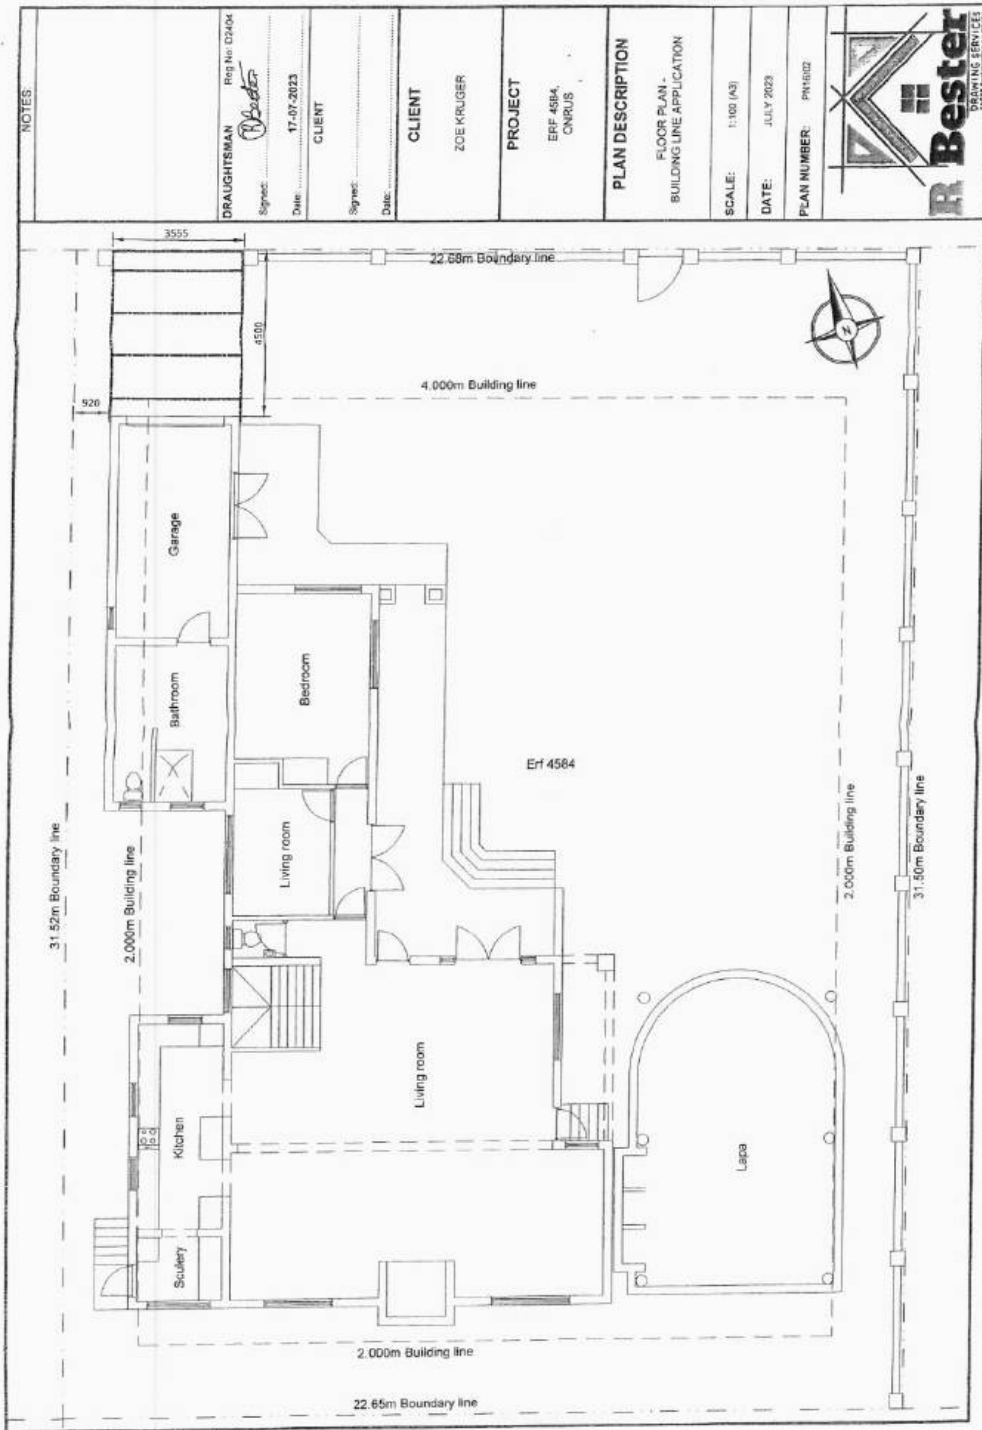 NOTES
DRAUGHTSMAN Reg No: D2404
Signed:
Date: 17-07-2023
CLIENT
Signed:
Date:
CLIENT
ZOE KRUGER
PROJECT
ERF 4584,
ONRUS
PLAN DESCRIPTION
FLOOR PLAN -
BUILDING LINE APPLICATION
SCALE: 1:100 (A3)
DATE: JULY 2023
PLAN NUMBER: PN16/02
R Bester
DRAWING SERVICES
3555
22.68m Boundary line
4500
N
920
4.000m Building line
Garage
Bathroom
Bedroom
Erf 4584
31.52m Boundary line
2.000m Building line
Living room
2.000m Building line
31.50m Boundary line
Living room
Kitchen
Lapa
Scullery
2.000m Building line
22.65m Boundary line